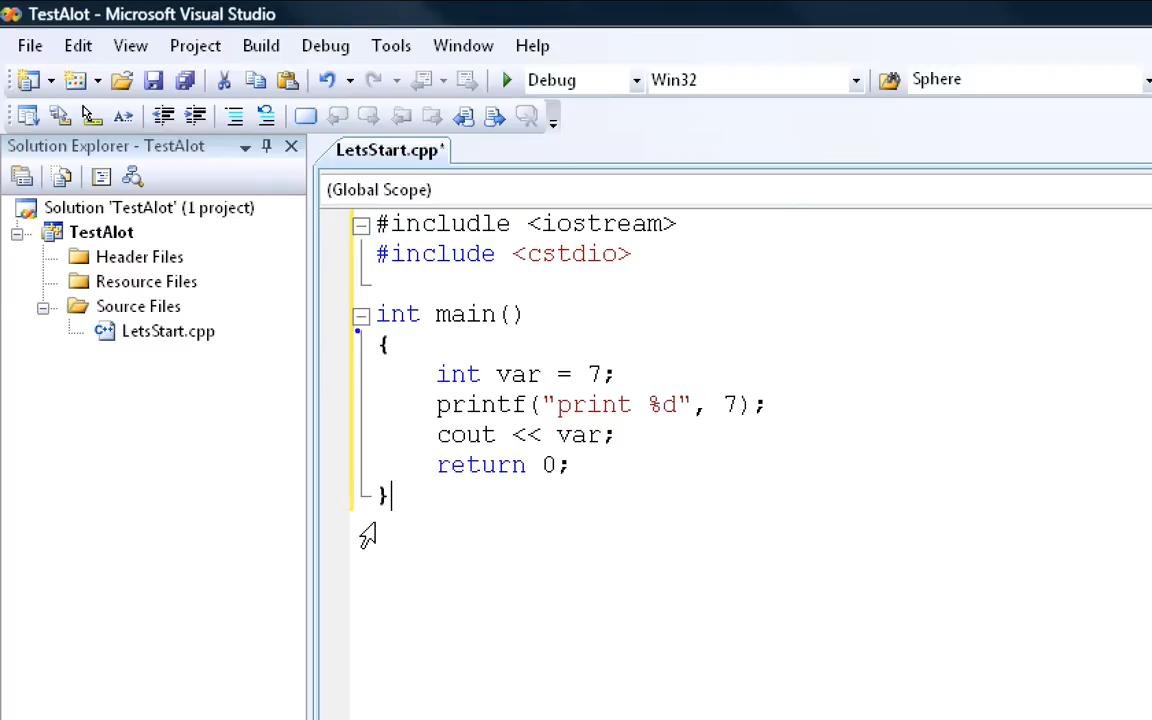 TestAlot - Microsoft Visual Studio
File Edit View Project Build Debug Tools Window Help
Debug Win32 Sphere
Solution Explorer - TestAlot
LetsStart.cpp*
(Global Scope)
Solution 'TestAlot' (1 project)
TestAlot
Header Files
Resource Files
Source Files
LetsStart.cpp
#includle <iostream>
#include <cstdio>
int main()
{
int var = 7;
printf("print %d", 7);
cout << var;
return 0;
}